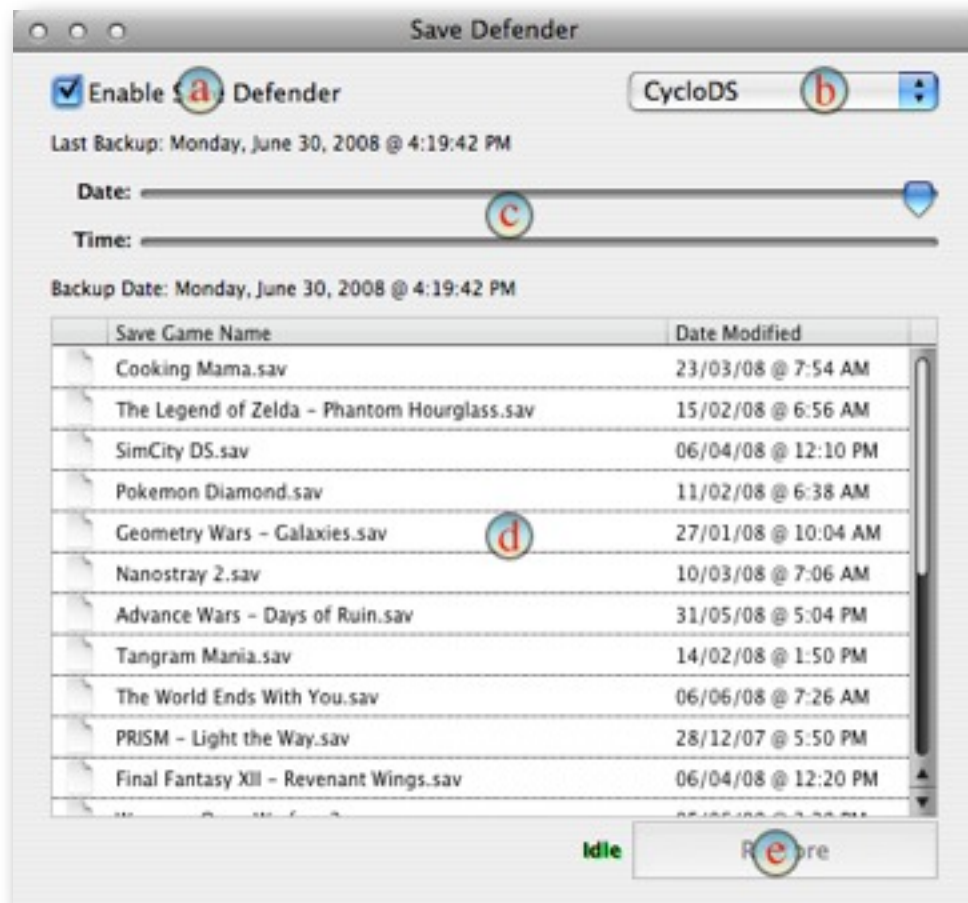 Save Defender
Enable S a Defender
CycloDS b
Last Backup: Monday, June 30, 2008 @ 4:19:42 PM
Date:
c
Time:
Backup Date: Monday, June 30, 2008 @ 4:19:42 PM
Save Game Name Date Modified
Cooking Mama.sav 23/03/08 @ 7:54 AM
The Legend of Zelda – Phantom Hourglass.sav 15/02/08 @ 6:56 AM
SimCity DS.sav 06/04/08 @ 12:10 PM
Pokemon Diamond.sav 11/02/08 @ 6:38 AM
Geometry Wars – Galaxies.sav d 27/01/08 @ 10:04 AM
Nanostray 2.sav 10/03/08 @ 7:06 AM
Advance Wars – Days of Ruin.sav 31/05/08 @ 5:04 PM
Tangram Mania.sav 14/02/08 @ 1:50 PM
The World Ends With You.sav 06/06/08 @ 7:26 AM
PRISM – Light the Way.sav 28/12/07 @ 5:50 PM
Final Fantasy XII – Revenant Wings.sav 06/04/08 @ 12:20 PM
Idle R e ore